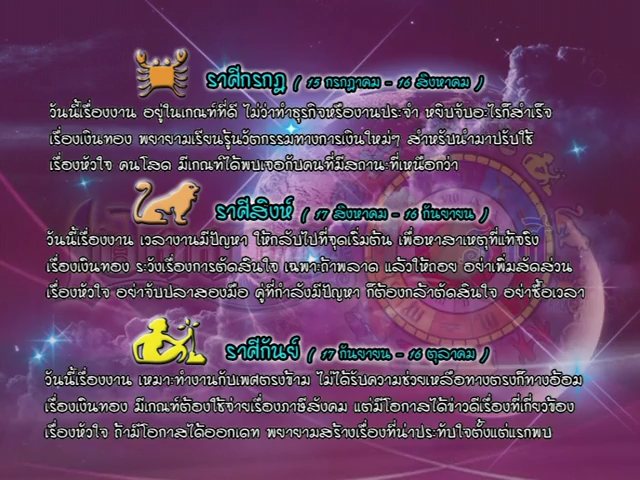 ราศีกรกฎ ( 15 กรกฎาคม - 16 สิงหาคม )
วันนี้เรื่องงาน อยู่ในเกณฑ์ที่ดี ไม่ว่าทำธุรกิจหรืองานประจำ หยิบจับอะไรก็สำเร็จ
เรื่องเงินทอง พยายามเรียนรู้นวัตกรรมทางการเงินใหม่ๆ สำหรับนำมาปรับใช้
เรื่องหัวใจ คนโสด มีเกณฑ์ได้พบเจอกับคนที่มีสถานะที่เหนือกว่า
ราศีสิงห์ ( 17 สิงหาคม - 16 กันยายน )
วันนี้เรื่องงาน เวลางานมีปัญหา ให้กลับไปที่จุดเริ่มต้น เพื่อหาสาเหตุที่แท้จริง
เรื่องเงินทอง ระวังเรื่องการตัดสินใจ เฉพาะถ้าพลาด แล้วให้ถอย อย่าเพิ่มสัดส่วน
เรื่องหัวใจ อย่าจับปลาสองมือ คู่ที่กำลังมีปัญหา ก็ต้องกล้าตัดสินใจ อย่าซื้อเวลา
ราศีกันย์ ( 17 กันยายน - 16 ตุลาคม )
วันนี้เรื่องงาน เหมาะทำงานกับเพศตรงข้าม ไม่ได้รับความช่วยเหลือทางตรงก็ทางอ้อม
เรื่องเงินทอง มีเกณฑ์ต้องใช้จ่ายเรื่องภาษีสังคม แต่มีโอกาสได้ข่าวดีเรื่องที่เกี่ยวข้อง
เรื่องหัวใจ ถ้ามีโอกาสได้ออกเดท พยายามสร้างเรื่องที่น่าประทับใจตั้งแต่แรกพบ